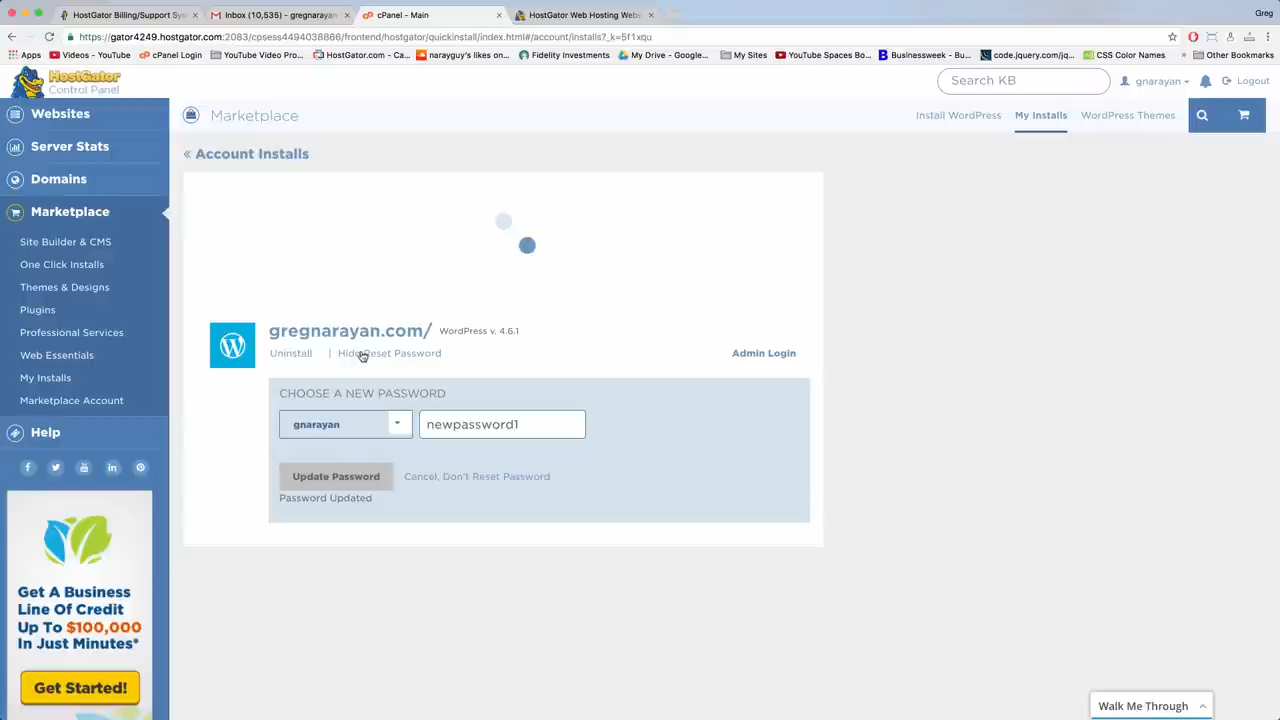 HostGator Billing/Support Sys
Inbox (10,535) - gregnarayan
cPanel - Main
HostGator Web Hosting Webs
Greg
https://gator4249.hostgator.com:2083/cpsess4494038866/frontend/hostgator/quickinstall/index.html#/account/installs?_k=5f1xqu
Apps
Videos - YouTube
cPanel Login
YouTube Video Pro...
HostGator.com - Ca...
narayguy's likes on...
Fidelity Investments
My Drive - Google...
My Sites
YouTube Spaces Bo...
Businessweek - Bu...
code.jquery.com/jq...
CSS Color Names
»
Other Bookmarks
HostGator
Control Panel
Search KB
gnarayan
Logout
Websites
Server Stats
Domains
Marketplace
Site Builder & CMS
One Click Installs
Themes & Designs
Plugins
Professional Services
Web Essentials
My Installs
Marketplace Account
Help
Get A Business
Line Of Credit
Up To $100,000
In Just Minutes*
Get Started!
Marketplace
Install WordPress
My Installs
WordPress Themes
« Account Installs
gregnarayan.com/
WordPress v. 4.6.1
Uninstall | Hide Reset Password
Admin Login
CHOOSE A NEW PASSWORD
gnarayan
newpassword1
Update Password
Cancel, Don't Reset Password
Password Updated
Walk Me Through